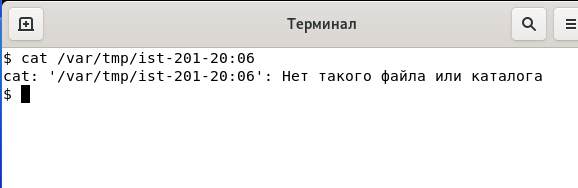 Терминал
$ cat /var/tmp/ist-201-20:06
cat: '/var/tmp/ist-201-20:06': Нет такого файла или каталога
$